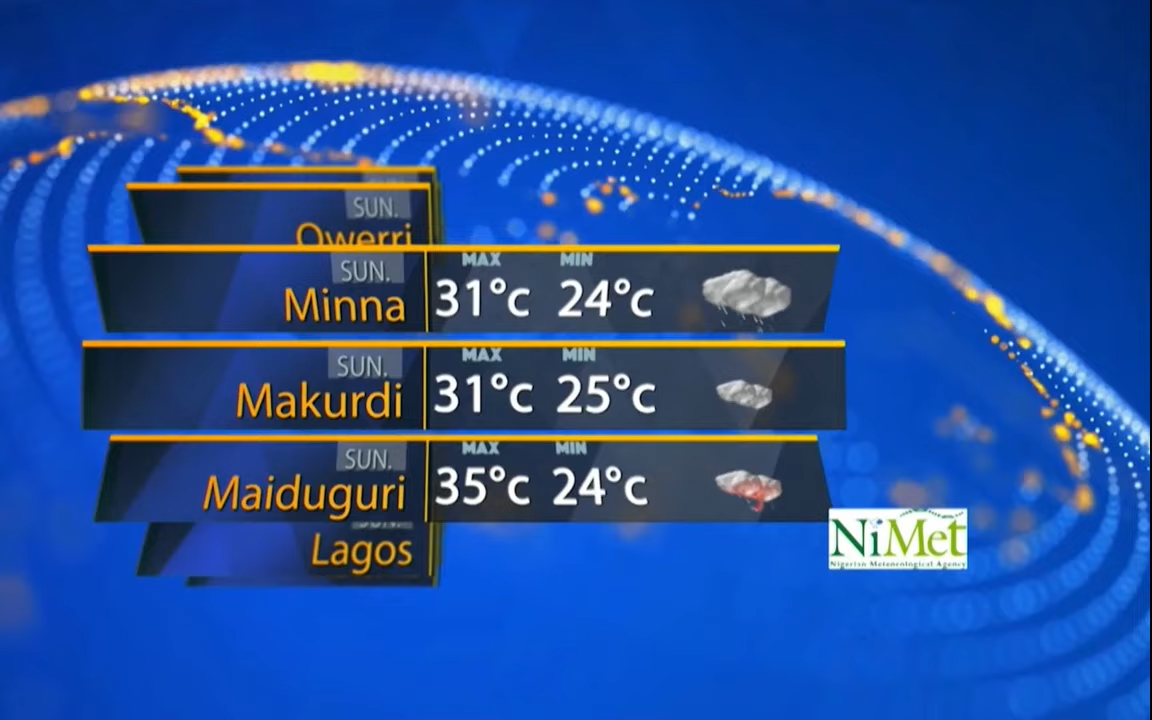 SUN.
Owerri
SUN.
Minna
MAX MIN
31°c 24°c
SUN.
Makurdi
MAX MIN
31°c 25°c
SUN.
Maiduguri
MAX MIN
35°c 24°c
SUN.
Lagos
NiMet
Nigerian Meteorological Agency